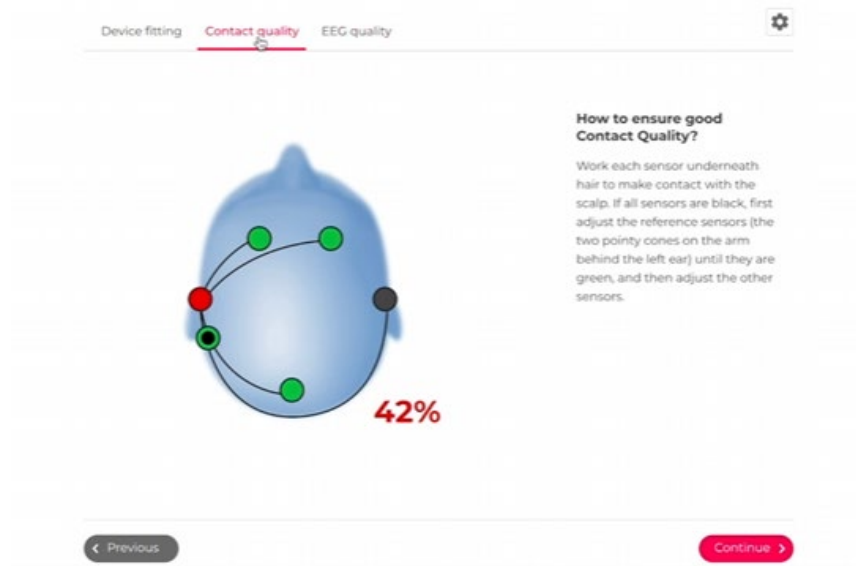 Device fitting
Contact quality
EEG quality
How to ensure good
Contact Quality?
Work each sensor underneath
hair to make contact with the
scalp. If all sensors are black, first
adjust the reference sensors (the
two pointy cones on the arm
behind the left ear) until they are
green, and then adjust the other
sensors.
42%
Previous
Continue